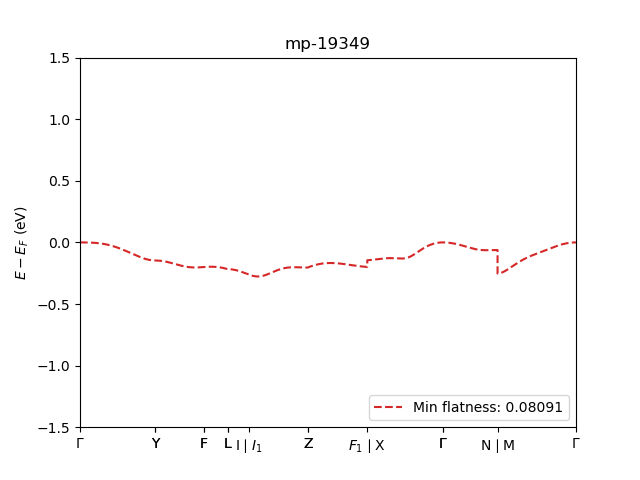 mp-19349
1.5
1.0
0.5
0.0
−0.5
−1.0
−1.5
E − E_F (eV)
Min flatness: 0.08091
Γ Y F L I | I₁ Z F₁ | X Γ N | M Γ